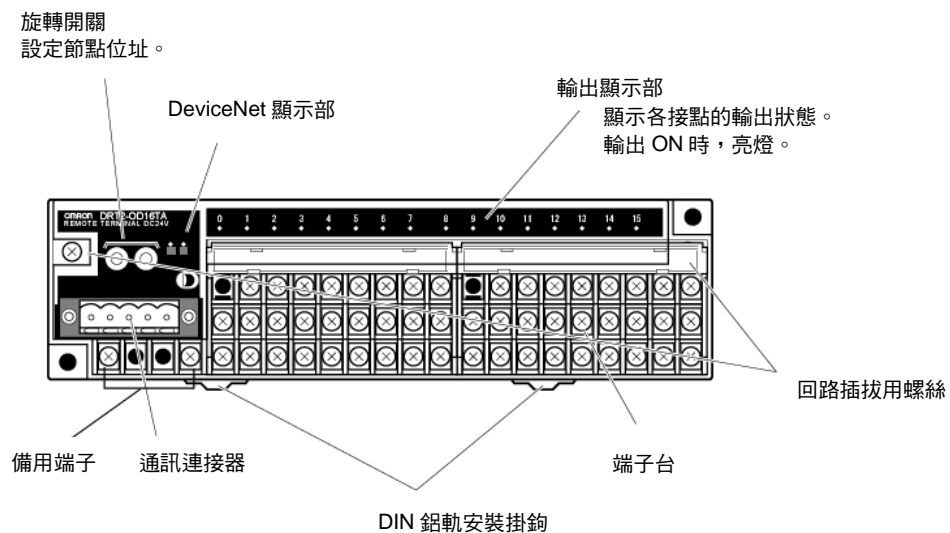 旋轉開關
設定節點位址。
DeviceNet 顯示部
輸出顯示部
顯示各接點的輸出狀態。
輸出 ON 時，亮燈。
OMRON DRT2-OD16TA
REMOTE TERMINAL DC24V
0 1 2 3 4 5 6 7 8 9 10 11 12 13 14 15
回路插拔用螺絲
備用端子
通訊連接器
端子台
DIN 鋁軌安裝掛鉤